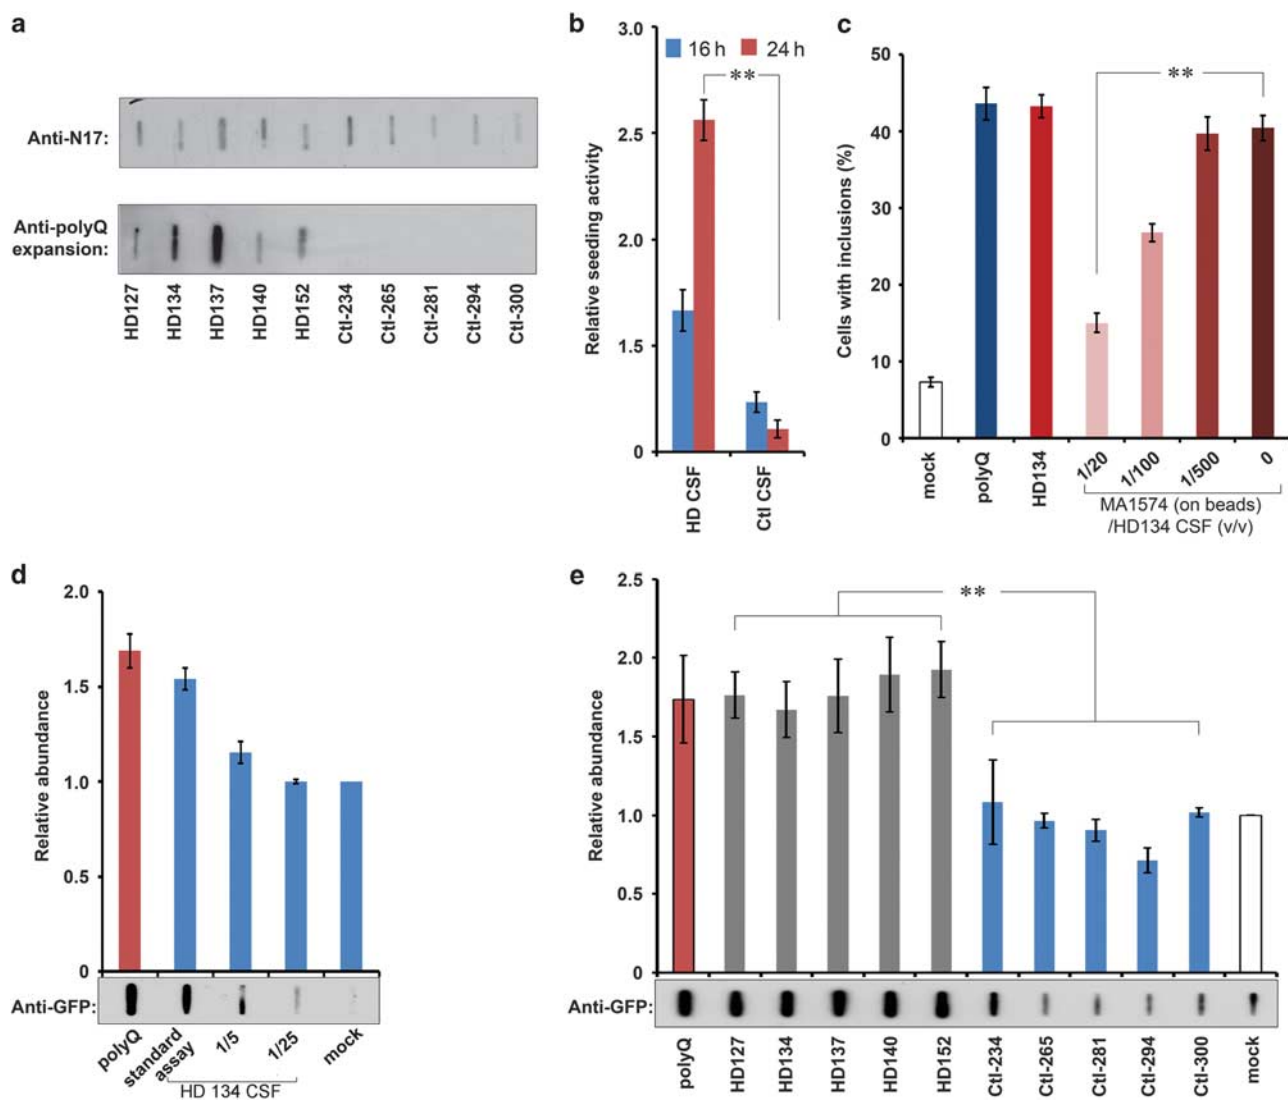 a
Anti-N17:
Anti-polyQ
expansion:
HD127
HD134
HD137
HD140
HD152
Ctl-234
Ctl-265
Ctl-281
Ctl-294
Ctl-300
b
3.0
2.5
2.0
1.5
0
Relative seeding activity
16 h
24 h
**
HD CSF
Ctl CSF
c
50
40
30
20
10
0
Cells with inclusions (%)
**
mock
polyQ
HD134
1/20
1/100
1/500
0
MA1574 (on beads)
/HD134 CSF (v/v)
d
2.0
1.5
1.0
0.5
0
Relative abundance
Anti-GFP:
polyQ
standard
assay
1/5
1/25
mock
HD 134 CSF
e
2.5
2.0
1.5
1.0
0.5
0
Relative abundance
**
Anti-GFP:
polyQ
HD127
HD134
HD137
HD140
HD152
Ctl-234
Ctl-265
Ctl-281
Ctl-294
Ctl-300
mock